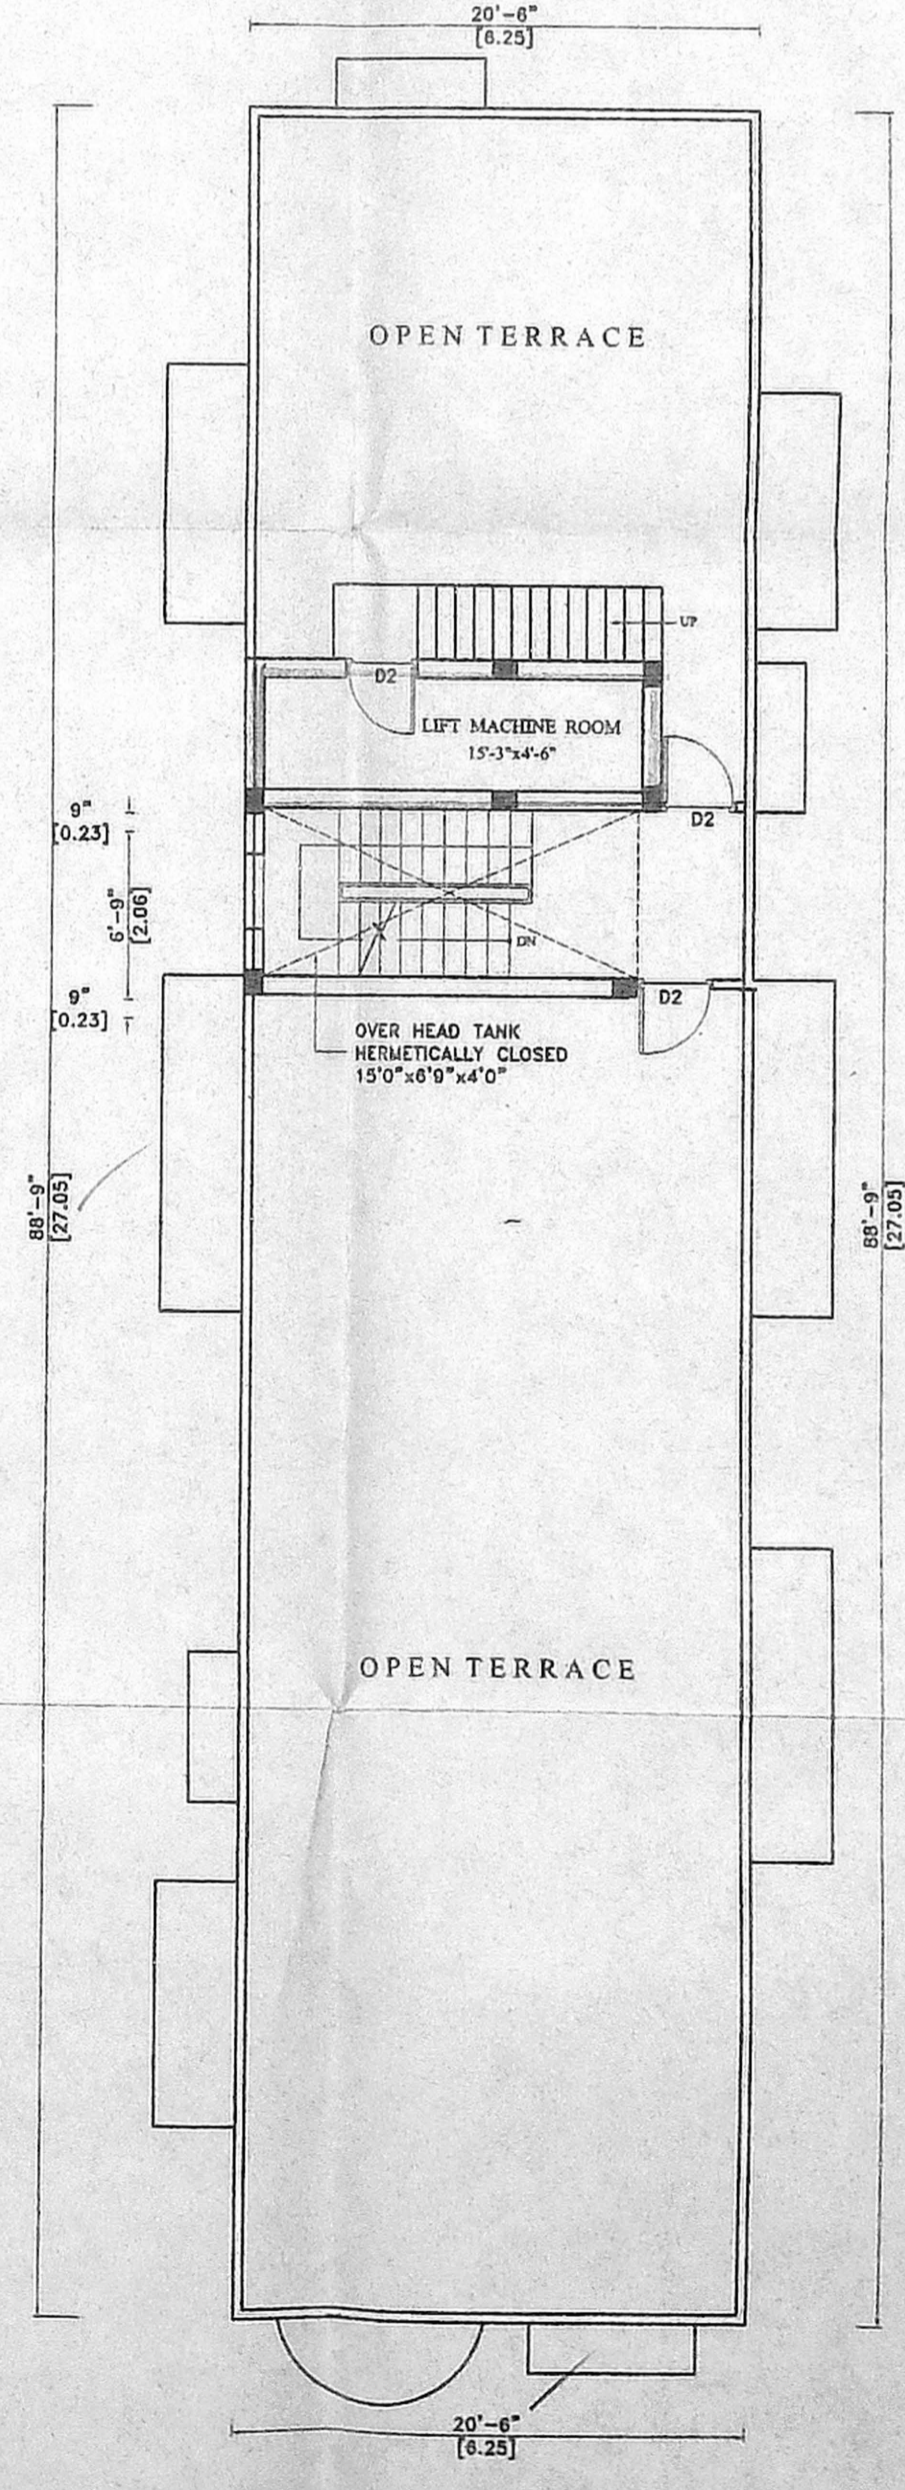 20'-6"
[6.25]
OPEN TERRACE
UP
D2
LIFT MACHINE ROOM
15'-3"x4'-6"
D2
9"
[0.23]
6'-9"
[2.06]
DN
9"
[0.23]
D2
OVER HEAD TANK
HERMETICALLY CLOSED
15'0"x6'9"x4'0"
88'-9"
[27.05]
88'-9"
[27.05]
OPEN TERRACE
20'-6"
[6.25]